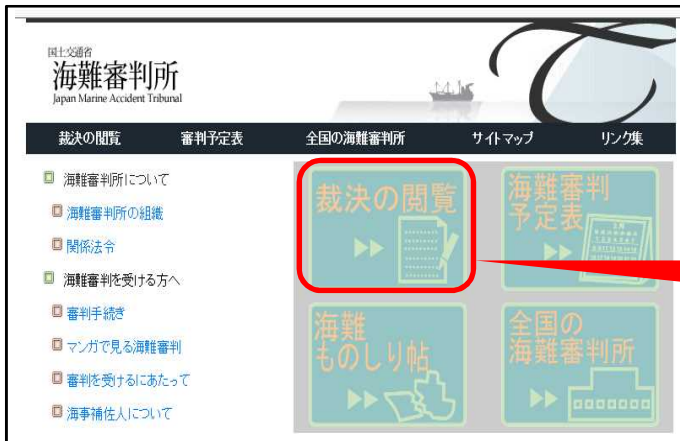 国土交通省
海難審判所
Japan Marine Accident Tribunal
裁決の閲覧 審判予定表 全国の海難審判所 サイトマップ リンク集
海難審判所について
海難審判所の組織
関係法令
海難審判を受ける方へ
審判手続き
マンガで見る海難審判
審判を受けるにあたって
海事補佐人について
裁決の閲覧
海難審判
予定表
海難
ものしり帖
全国の
海難審判所